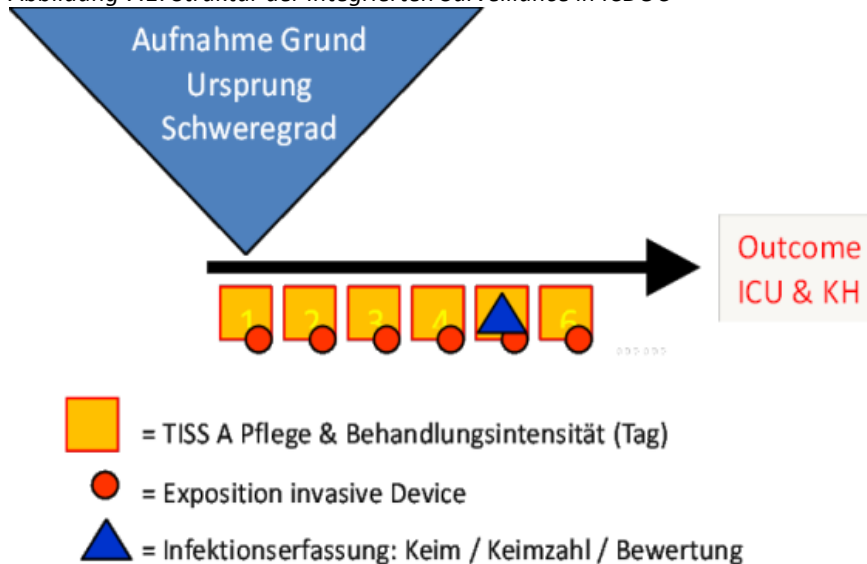 Aufnahme Grund
Ursprung
Schweregrad
Outcome
ICU & KH
1 2 3 4 6
= TISS A Pflege & Behandlungsintensität (Tag)
= Exposition invasive Device
= Infektionserfassung: Keim / Keimzahl / Bewertung